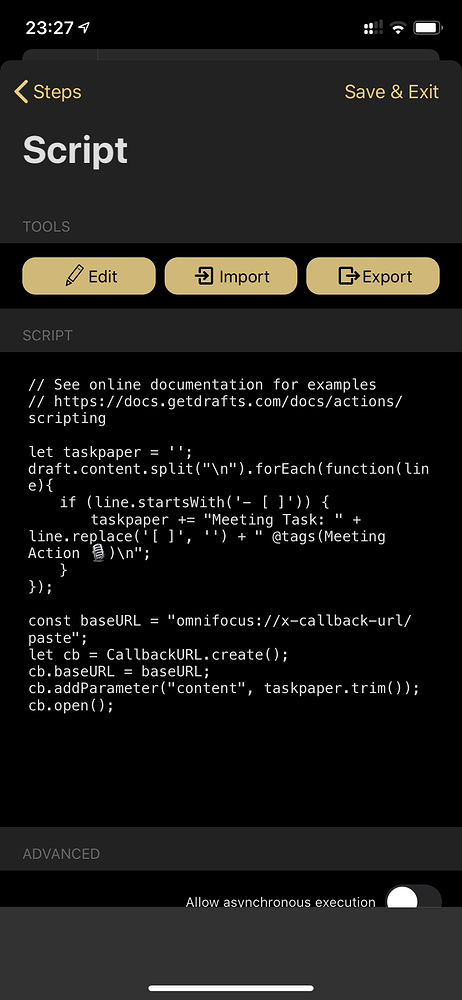 23:27
Steps
Save & Exit
Script
TOOLS
Edit
Import
Export
SCRIPT
// See online documentation for examples
// https://docs.getdrafts.com/docs/actions/
scripting
let taskpaper = '';
draft.content.split("\n").forEach(function(lin
e){
    if (line.startsWith('- [ ]')) {
        taskpaper += "Meeting Task: " +
line.replace('[ ]', '') + " @tags(Meeting
Action 🎙)\n";
    }
});
const baseURL = "omnifocus://x-callback-url/
paste";
let cb = CallbackURL.create();
cb.baseURL = baseURL;
cb.addParameter("content", taskpaper.trim());
cb.open();
ADVANCED
Allow asynchronous execution